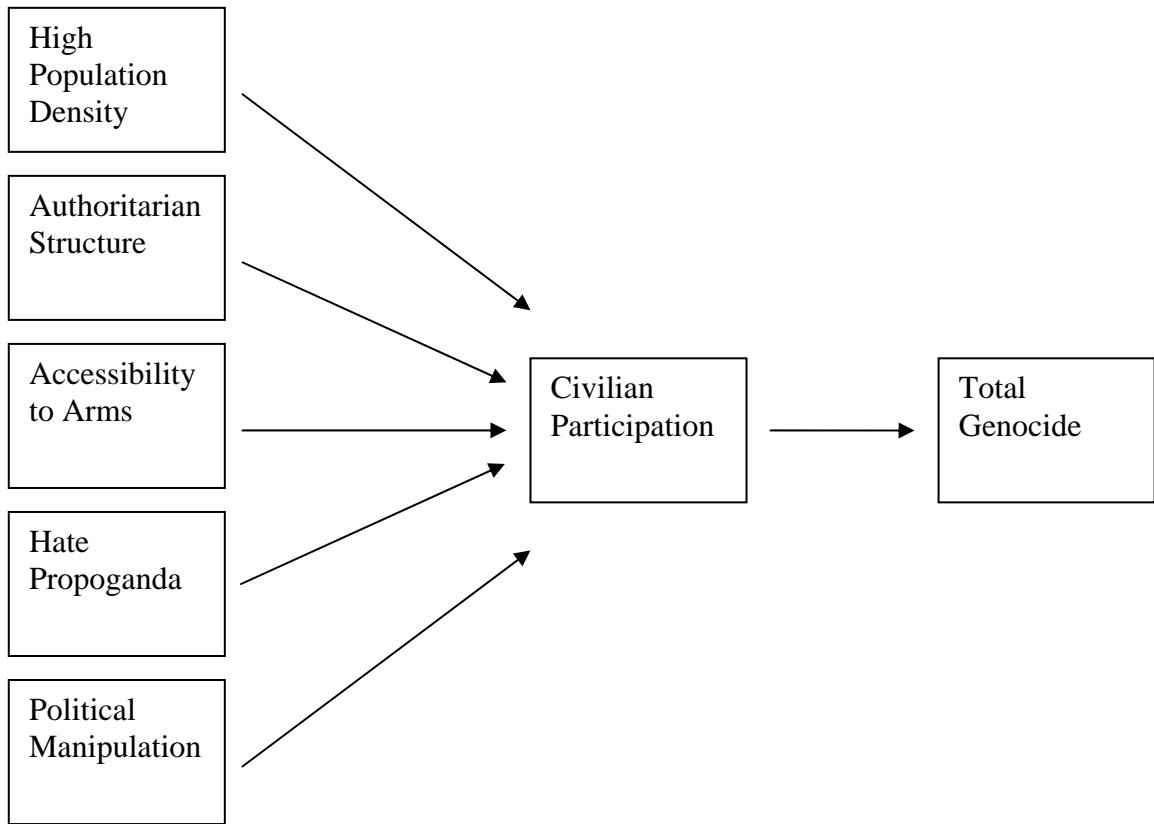 High
Population
Density
Authoritarian
Structure
Accessibility
to Arms
Hate
Propoganda
Political
Manipulation
Civilian
Participation
Total
Genocide